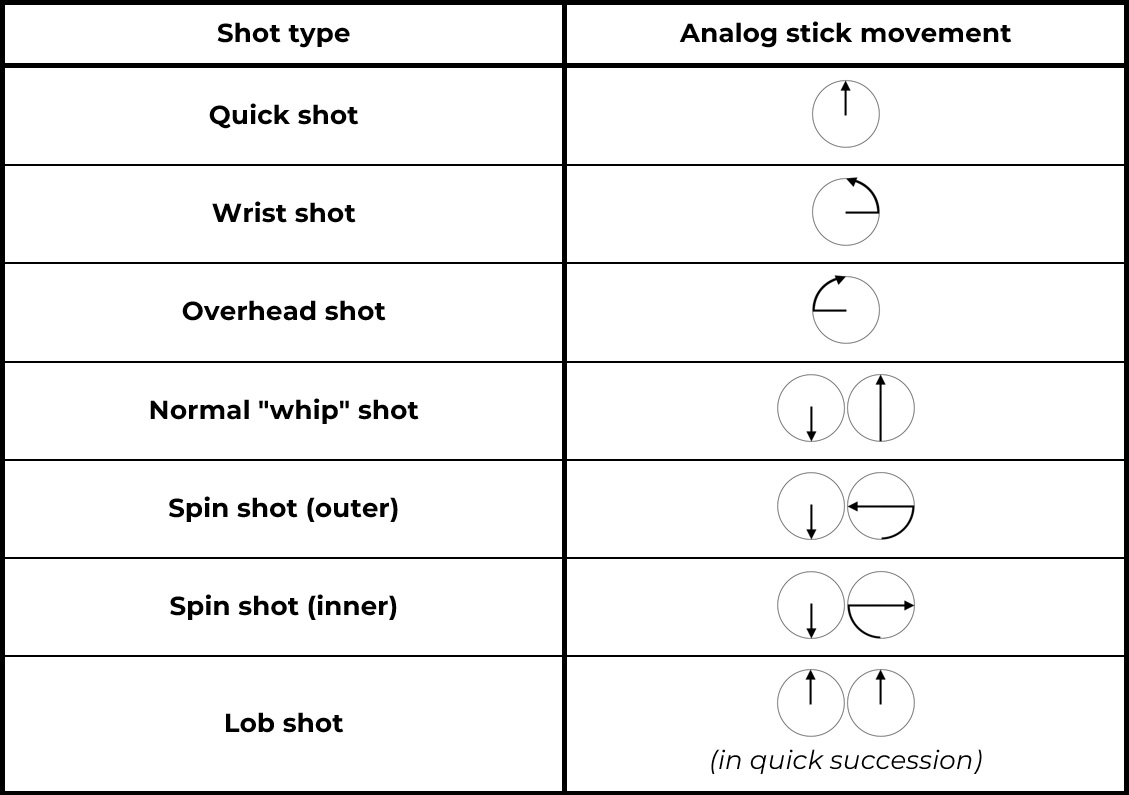 Shot type
Analog stick movement
Quick shot
Wrist shot
Overhead shot
Normal "whip" shot
Spin shot (outer)
Spin shot (inner)
Lob shot
(in quick succession)